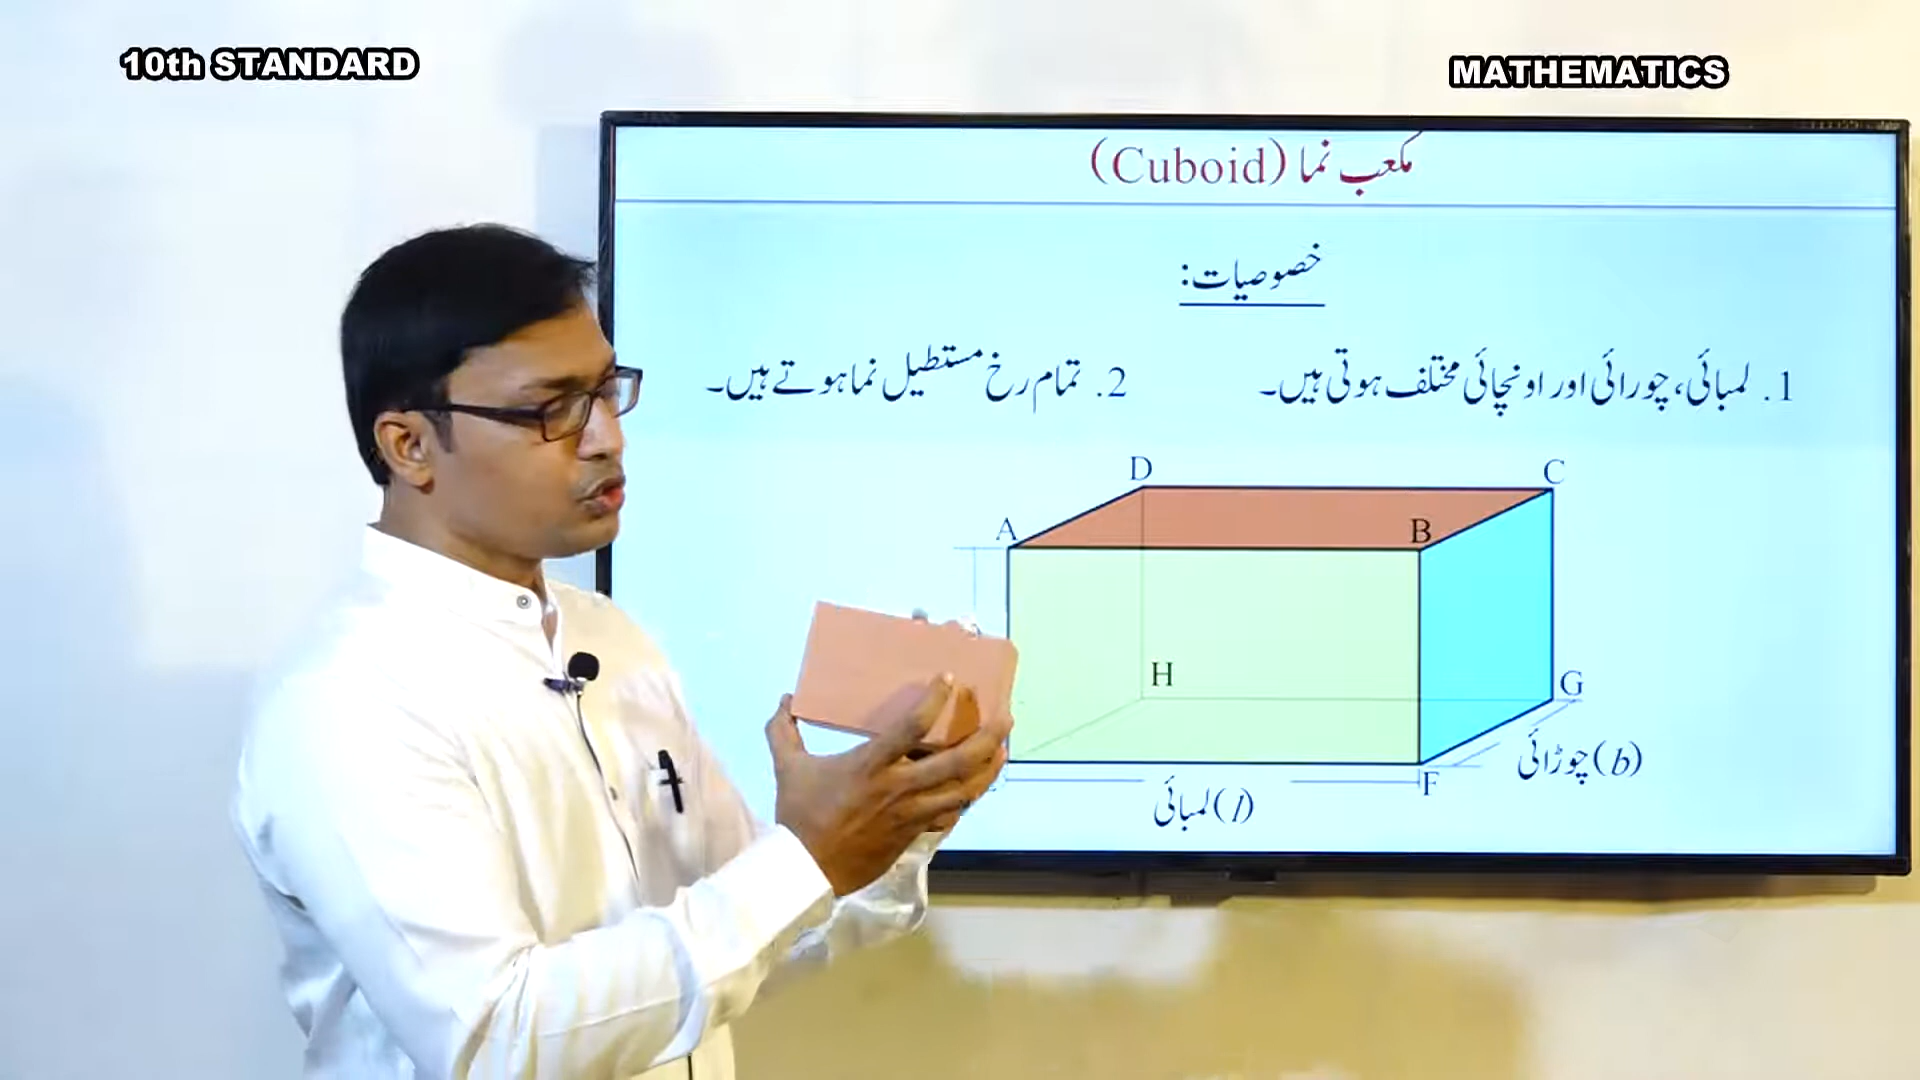 10th STANDARD
MATHEMATICS
مکعب نما (Cuboid)
خصوصیات:
1. لمبائی، چورائی اور اونچائی مختلف ہوتی ہیں۔
2. تمام رخ مستطیل نما ہوتے ہیں۔
D
C
A
B
H
G
چوڑائی (b)
F
لمبائی (l)